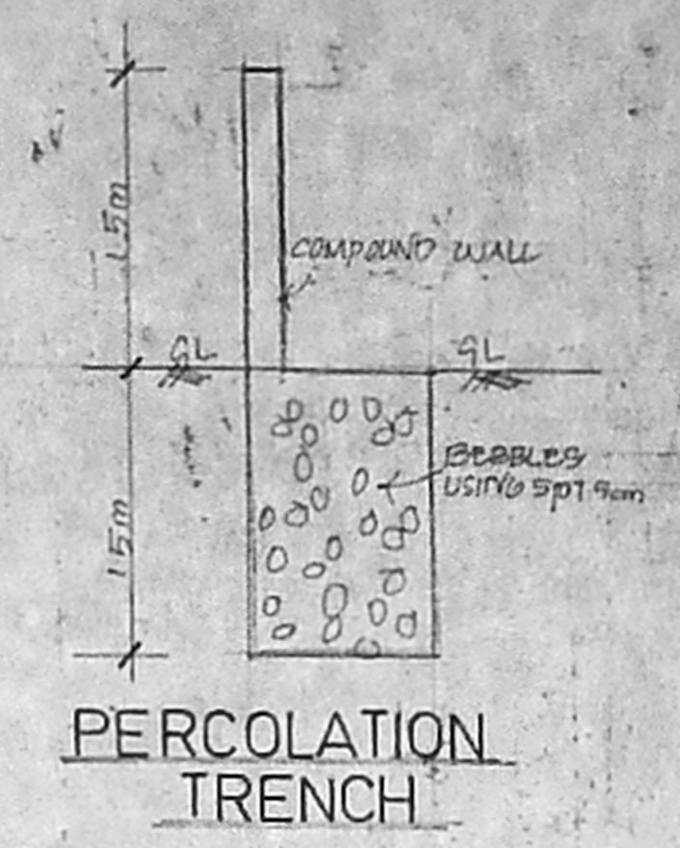 1.5m
COMPOUND WALL
GL
GL
BEBBLES
USING
1.5m
PERCOLATION
TRENCH